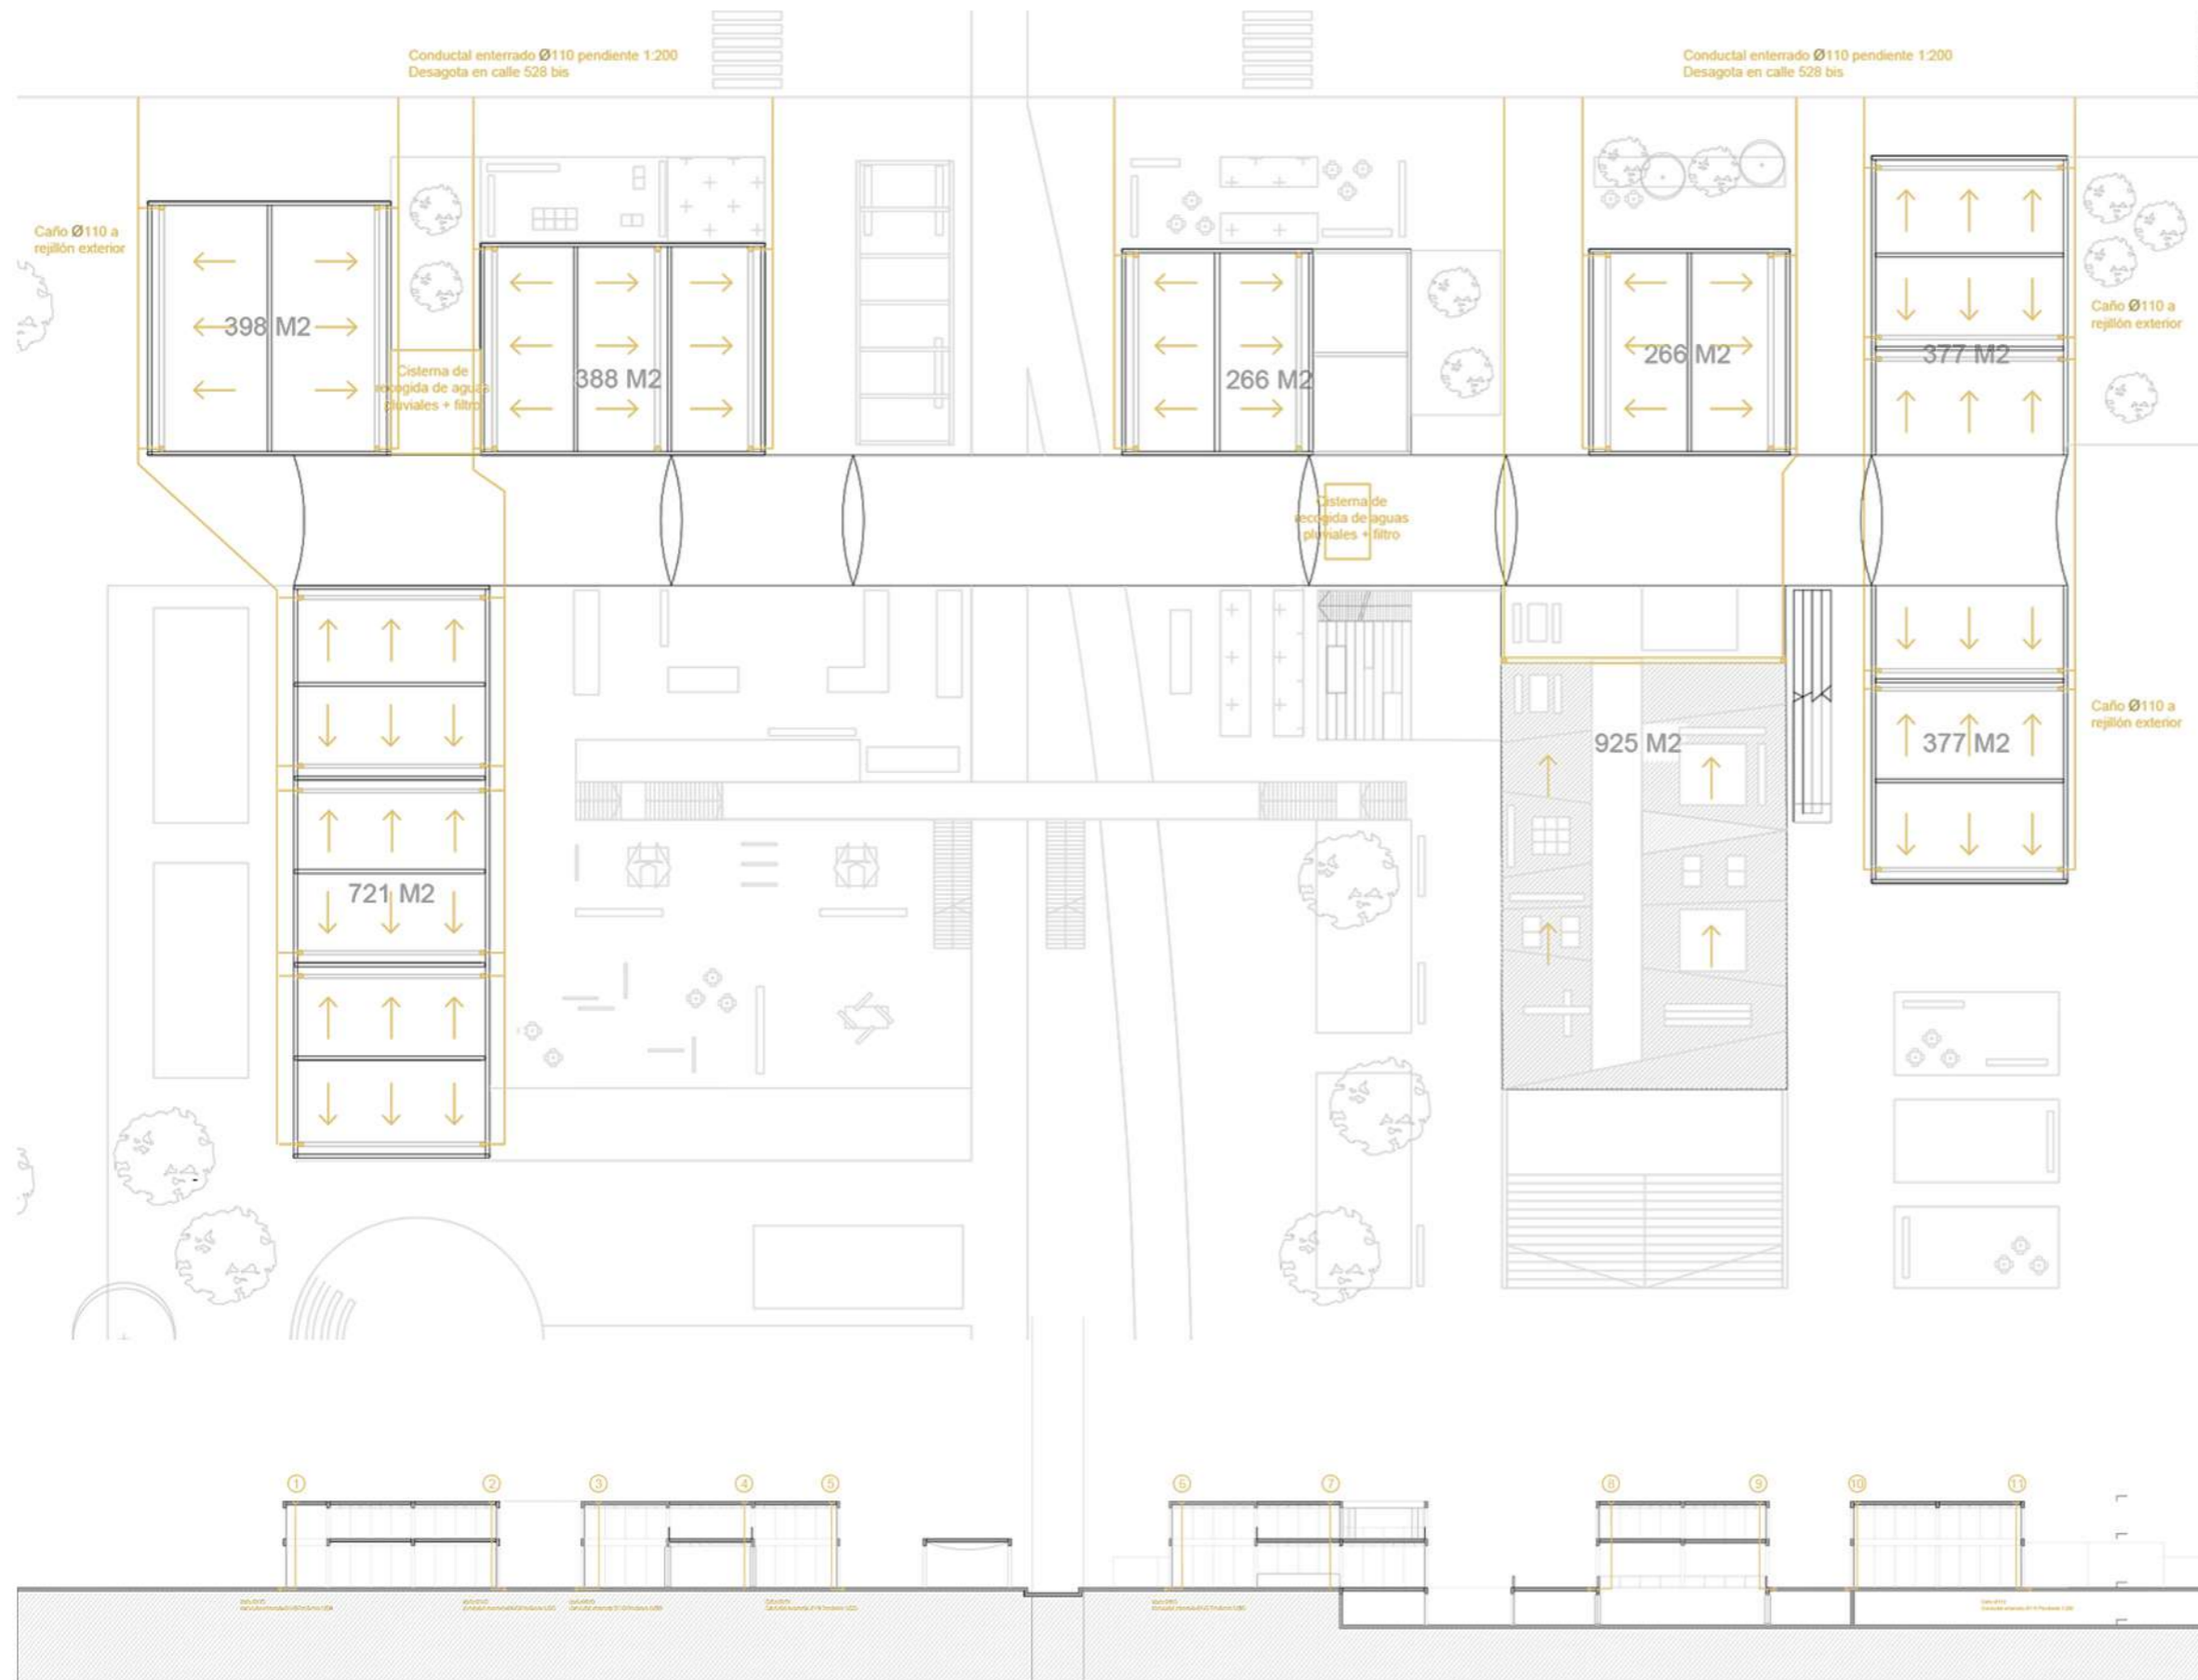 Conductal enterrado Ø110 pendiente 1:200
Desagota en calle 528 bis
Conductal enterrado Ø110 pendiente 1:200
Desagota en calle 528 bis
Caño Ø110 a
rejillón exterior
398 M2
Cisterna de
recogida de aguas
pluviales + filtro
388 M2
266 M2
266 M2
377 M2
Caño Ø110 a
rejillón exterior
Cisterna de
recogida de aguas
pluviales + filtro
721 M2
925 M2
377 M2
Caño Ø110 a
rejillón exterior
1
2
3
4
5
6
7
8
9
10
11